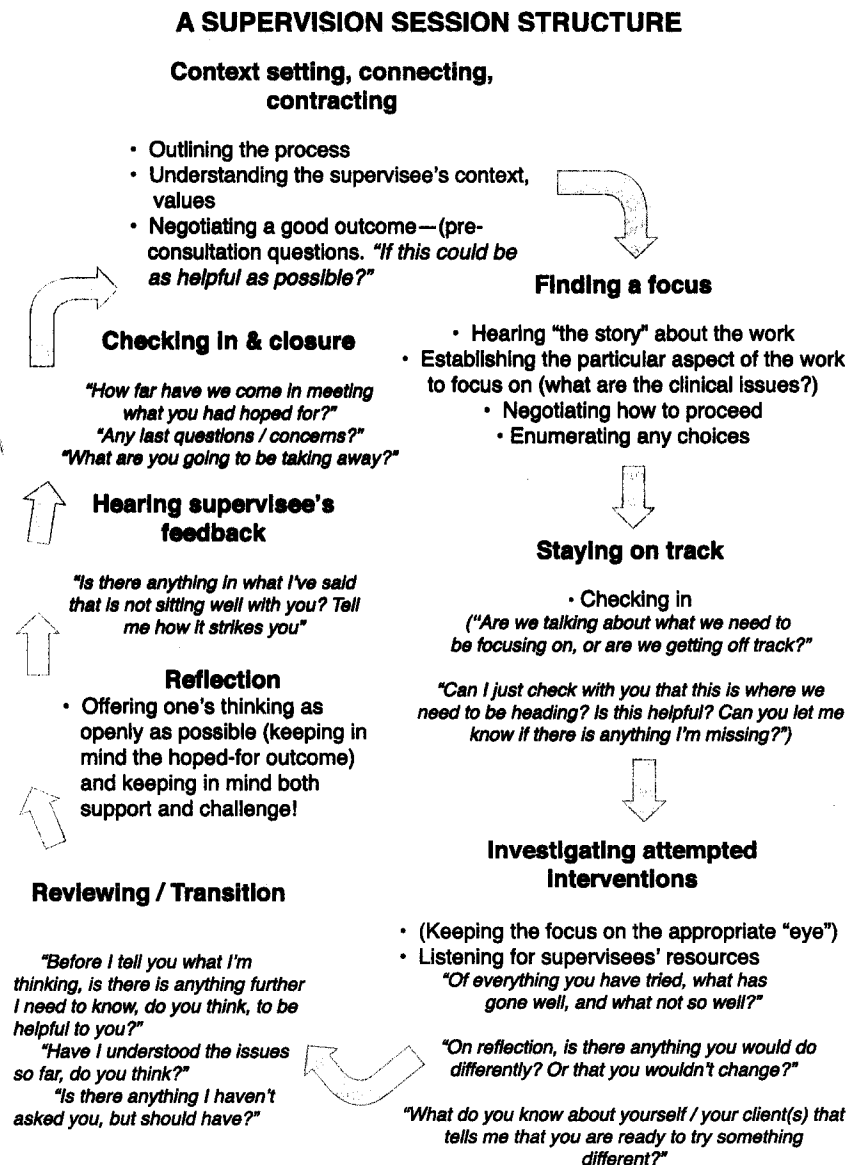 A SUPERVISION SESSION STRUCTURE
Context setting, connecting,
contracting
• Outlining the process
• Understanding the supervisee's context,
values
• Negotiating a good outcome—(pre-
consultation questions. "If this could be
as helpful as possible?"
Finding a focus
• Hearing "the story" about the work
• Establishing the particular aspect of the work
to focus on (what are the clinical issues?)
• Negotiating how to proceed
• Enumerating any choices
Staying on track
• Checking in
("Are we talking about what we need to
be focusing on, or are we getting off track?"
"Can I just check with you that this is where we
need to be heading? Is this helpful? Can you let me
know if there is anything I'm missing?")
Investigating attempted
interventions
• (Keeping the focus on the appropriate "eye")
• Listening for supervisees' resources
"Of everything you have tried, what has
gone well, and what not so well?"
"On reflection, is there anything you would do
differently? Or that you wouldn't change?"
"What do you know about yourself / your client(s) that
tells me that you are ready to try something
different?"
Reviewing / Transition
"Before I tell you what I'm
thinking, is there is anything further
I need to know, do you think, to be
helpful to you?"
"Have I understood the issues
so far, do you think?"
"Is there anything I haven't
asked you, but should have?"
Reflection
• Offering one's thinking as
openly as possible (keeping in
mind the hoped-for outcome)
and keeping in mind both
support and challenge!
Hearing supervisee's
feedback
"Is there anything in what I've said
that is not sitting well with you? Tell
me how it strikes you"
Checking in & closure
"How far have we come in meeting
what you had hoped for?"
"Any last questions / concerns?"
"What are you going to be taking away?"